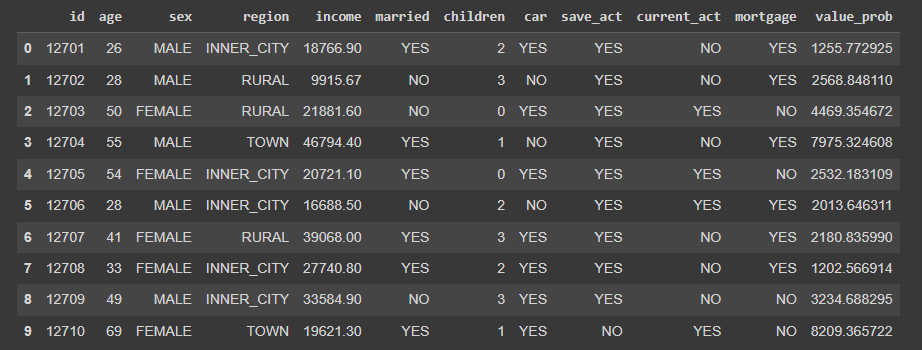 id age sex region income married children car save_act current_act mortgage value_prob
0 12701 26 MALE INNER_CITY 18766.90 YES 2 YES YES NO YES 1255.772925
1 12702 28 MALE RURAL 9915.67 NO 3 NO YES NO YES 2568.848110
2 12703 50 FEMALE RURAL 21881.60 NO 0 YES YES YES NO 4469.354672
3 12704 55 MALE TOWN 46794.40 YES 1 NO YES NO YES 7975.324608
4 12705 54 FEMALE INNER_CITY 20721.10 YES 0 YES YES YES NO 2532.183109
5 12706 28 MALE INNER_CITY 16688.50 NO 2 NO YES YES YES 2013.646311
6 12707 41 FEMALE RURAL 39068.00 YES 3 YES YES NO YES 2180.835990
7 12708 33 FEMALE INNER_CITY 27740.80 YES 2 YES YES NO YES 1202.566914
8 12709 49 MALE INNER_CITY 33584.90 NO 3 YES YES NO NO 3234.688295
9 12710 69 FEMALE TOWN 19621.30 YES 1 YES NO YES NO 8209.365722